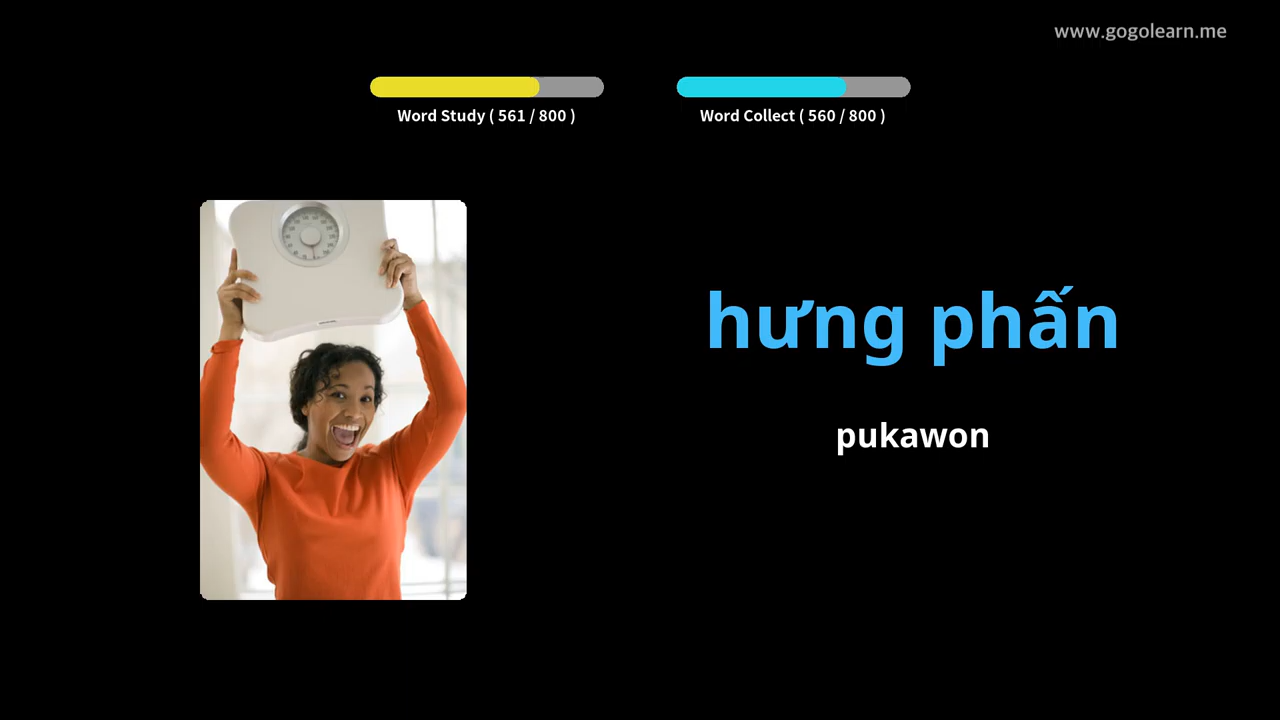 www.gogolearn.me
Word Study ( 561 / 800 )
Word Collect ( 560 / 800 )
hưng phấn
pukawon